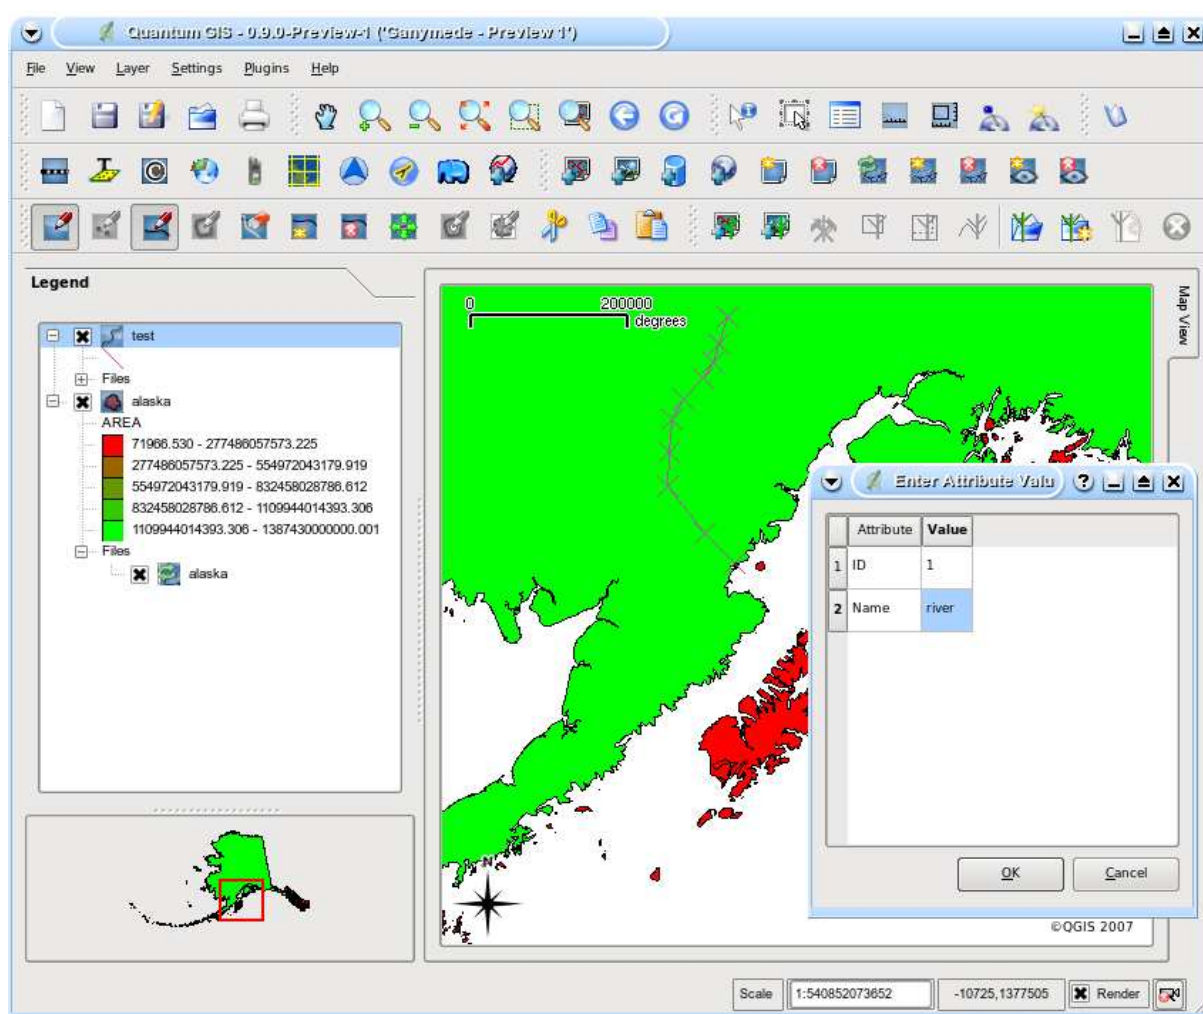 Quantum GIS - 0.9.0-Preview-1 ('Ganymede - Preview 1')
File View Layer Settings Plugins Help
Legend
test
Files
alaska
AREA
71966.530 - 277486057573.225
277486057573.225 - 554972043179.919
554972043179.919 - 832458028786.612
832458028786.612 - 1109944014393.306
1109944014393.306 - 1387430000000.001
Files
alaska
0 200000
degrees
Map View
Enter Attribute Valu
Attribute Value
1 ID 1
2 Name river
OK Cancel
N
©QGIS 2007
Scale 1:540852073652 -10725,1377505 Render